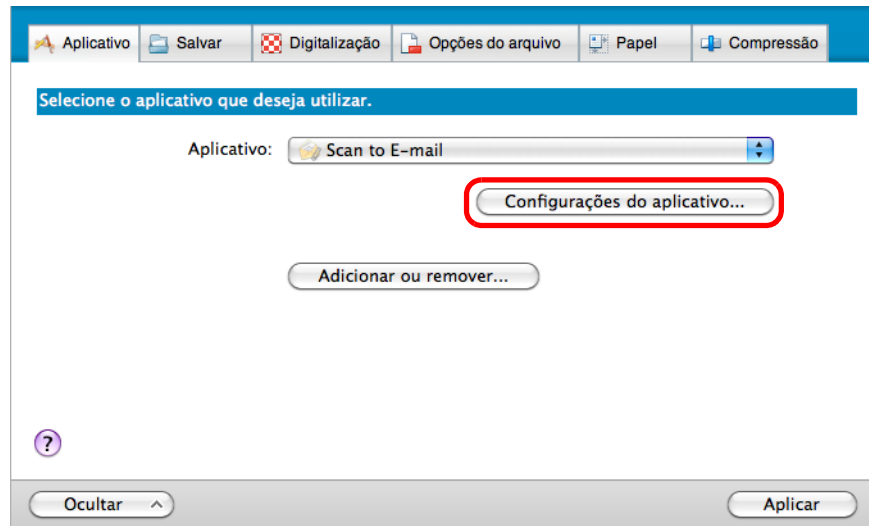 Aplicativo Salvar Digitalização Opções do arquivo Papel Compressão
Selecione o aplicativo que deseja utilizar.
Aplicativo: Scan to E-mail
Configurações do aplicativo...
Adicionar ou remover...
?
Ocultar Aplicar